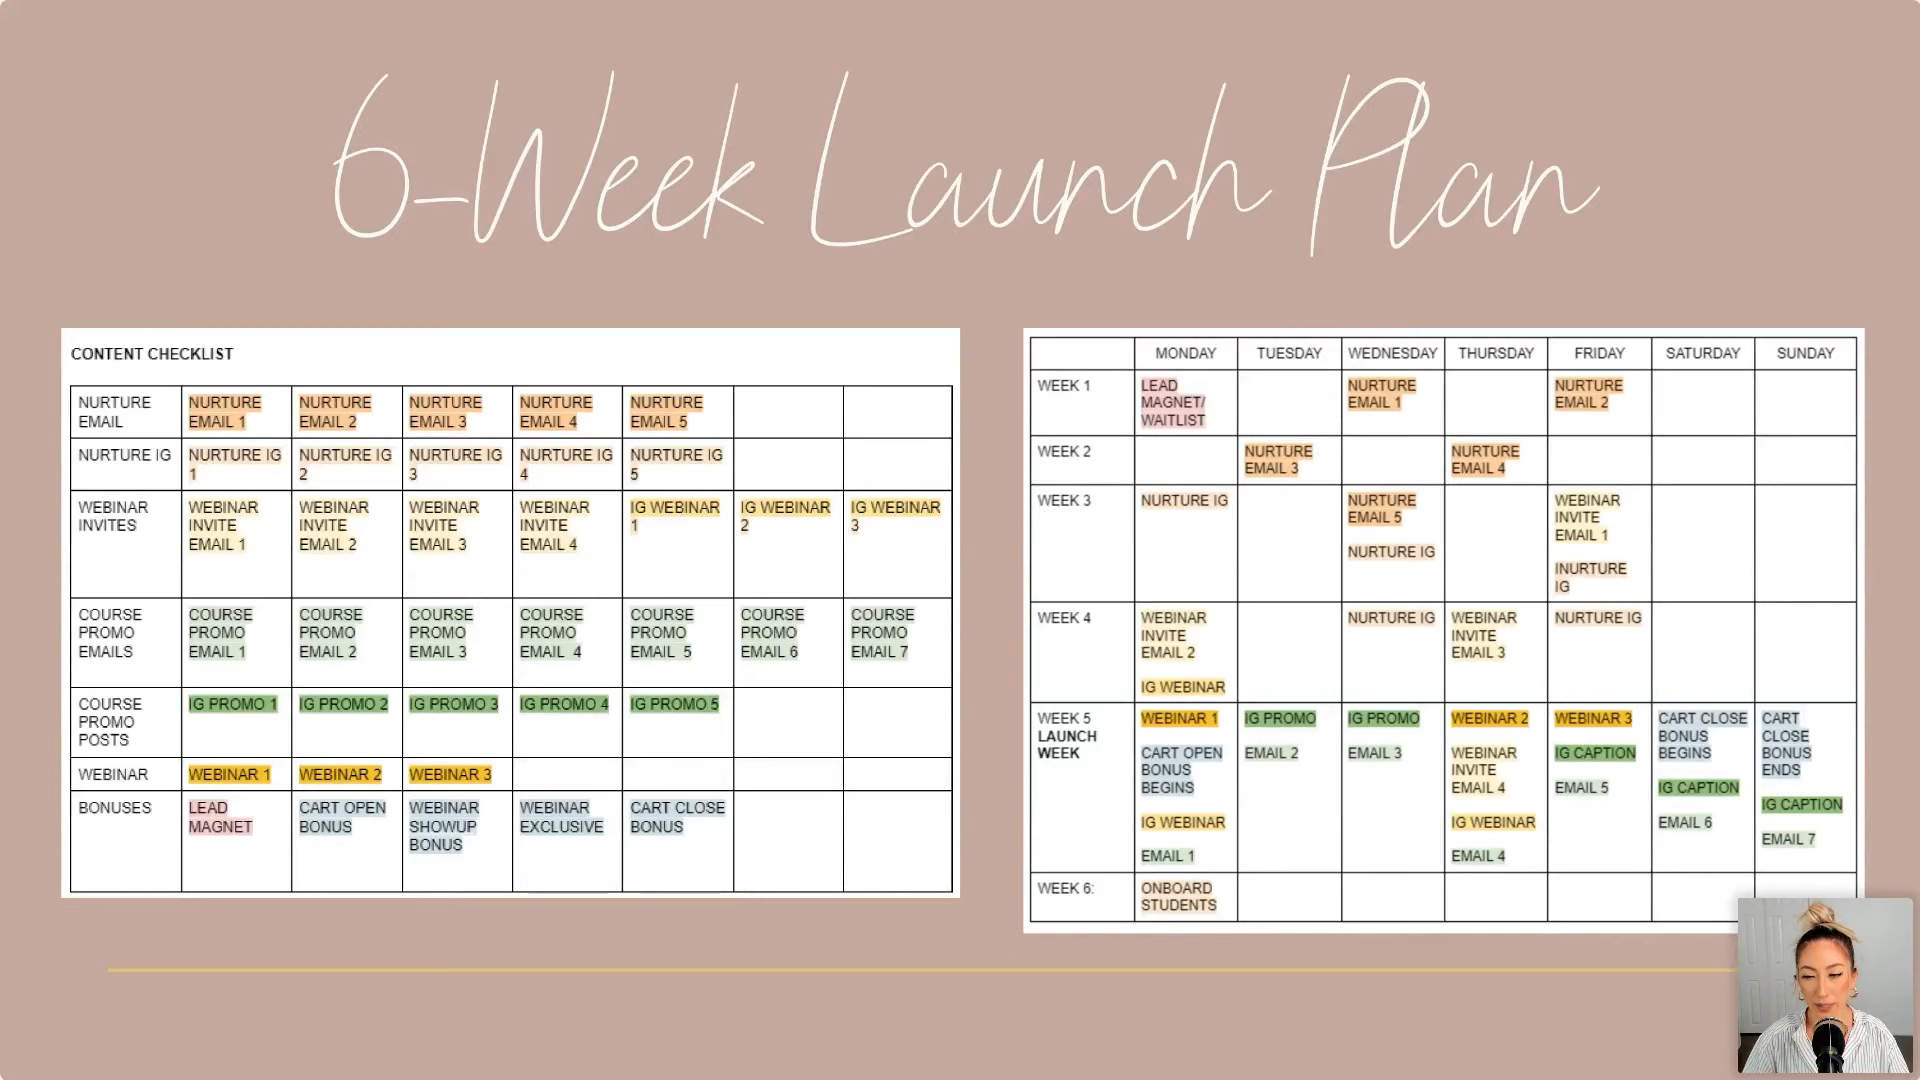 6-Week Launch Plan
CONTENT CHECKLIST
NURTURE EMAIL
NURTURE EMAIL 1
NURTURE EMAIL 2
NURTURE EMAIL 3
NURTURE EMAIL 4
NURTURE EMAIL 5
NURTURE IG
NURTURE IG 1
NURTURE IG 2
NURTURE IG 3
NURTURE IG 4
NURTURE IG 5
WEBINAR INVITES
WEBINAR INVITE EMAIL 1
WEBINAR INVITE EMAIL 2
WEBINAR INVITE EMAIL 3
WEBINAR INVITE EMAIL 4
IG WEBINAR 1
IG WEBINAR 2
IG WEBINAR 3
COURSE PROMO EMAILS
COURSE PROMO EMAIL 1
COURSE PROMO EMAIL 2
COURSE PROMO EMAIL 3
COURSE PROMO EMAIL 4
COURSE PROMO EMAIL 5
COURSE PROMO EMAIL 6
COURSE PROMO EMAIL 7
COURSE PROMO POSTS
IG PROMO 1
IG PROMO 2
IG PROMO 3
IG PROMO 4
IG PROMO 5
WEBINAR
WEBINAR 1
WEBINAR 2
WEBINAR 3
BONUSES
LEAD MAGNET
CART OPEN BONUS
WEBINAR SHOWUP BONUS
WEBINAR EXCLUSIVE
CART CLOSE BONUS
MONDAY
TUESDAY
WEDNESDAY
THURSDAY
FRIDAY
SATURDAY
SUNDAY
WEEK 1
LEAD MAGNET/ WAITLIST
NURTURE EMAIL 1
NURTURE EMAIL 2
WEEK 2
NURTURE EMAIL 3
NURTURE EMAIL 4
WEEK 3
NURTURE IG
NURTURE EMAIL 5
NURTURE IG
WEBINAR INVITE EMAIL 1
INURTURE IG
WEEK 4
WEBINAR INVITE EMAIL 2
IG WEBINAR
NURTURE IG
WEBINAR INVITE EMAIL 3
NURTURE IG
WEEK 5 LAUNCH WEEK
WEBINAR 1
CART OPEN BONUS BEGINS
IG WEBINAR
EMAIL 1
IG PROMO
EMAIL 2
IG PROMO
EMAIL 3
WEBINAR 2
WEBINAR INVITE EMAIL 4
IG WEBINAR
EMAIL 4
WEBINAR 3
IG CAPTION
EMAIL 5
CART CLOSE BONUS BEGINS
IG CAPTION
EMAIL 6
CART CLOSE BONUS ENDS
IG CAPTION
EMAIL 7
WEEK 6:
ONBOARD STUDENTS